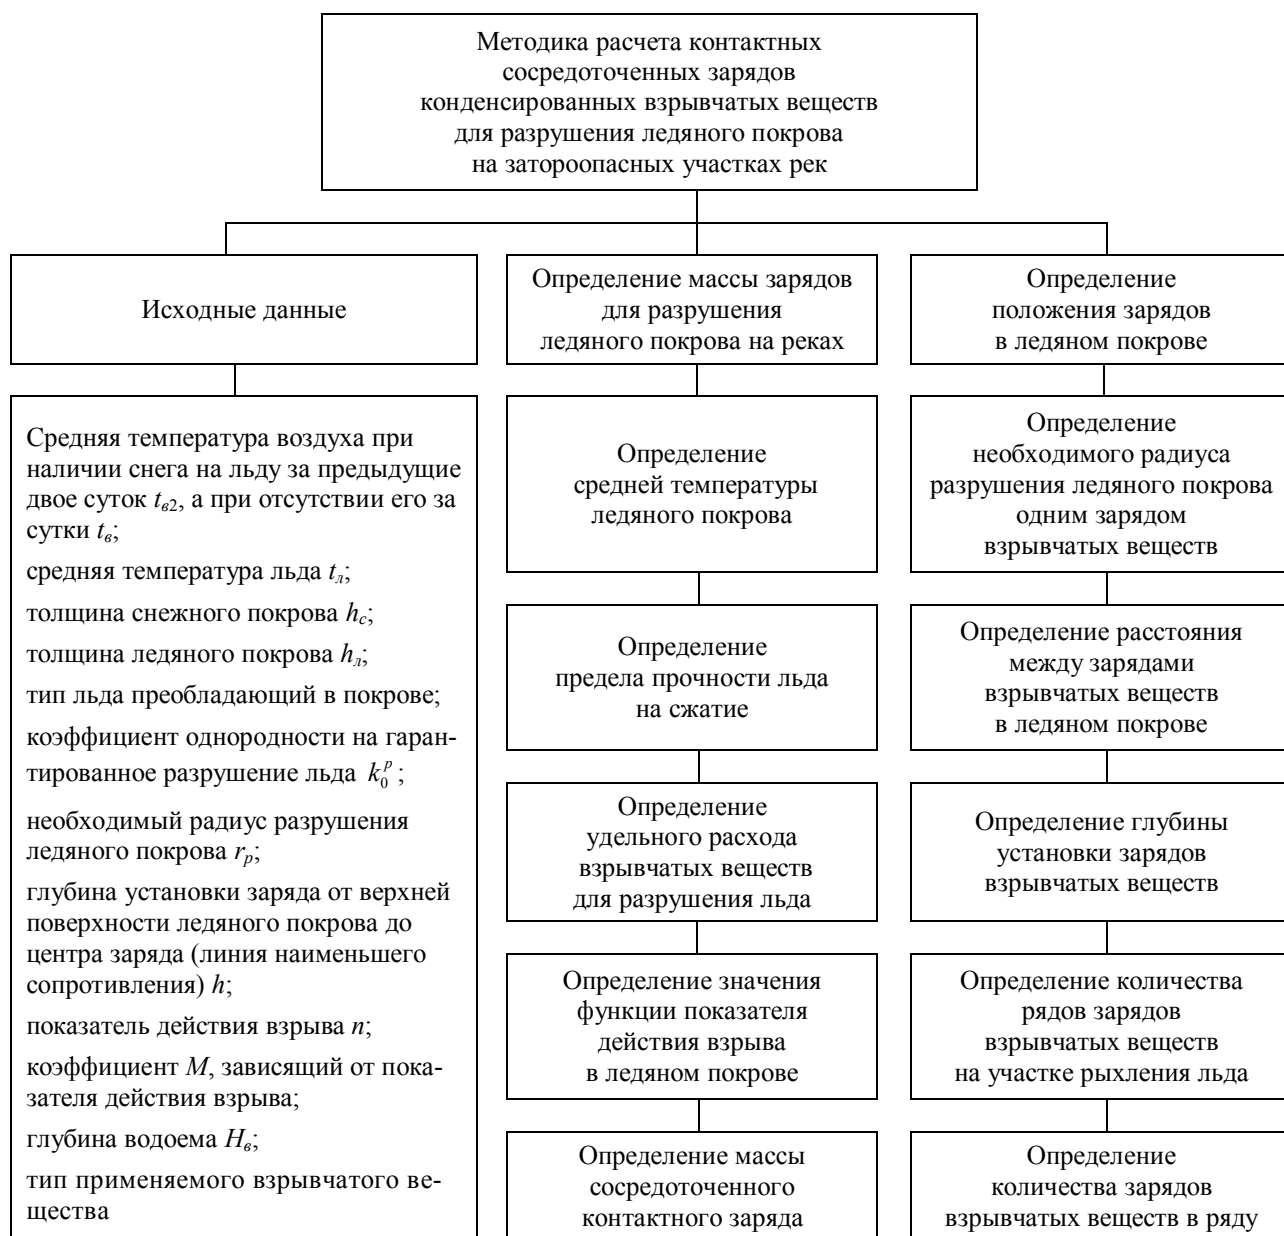 Методика расчета контактных
сосредоточенных зарядов
конденсированных взрывчатых веществ
для разрушения ледяного покрова
на затороопасных участках рек
Исходные данные
Средняя температура воздуха при
наличии снега на льду за предыдущие
двое суток tв2, а при отсутствии его за
сутки tв;
средняя температура льда tл;
толщина снежного покрова hс;
толщина ледяного покрова hл;
тип льда преобладающий в покрове;
коэффициент однородности на гаран-
тированное разрушение льда k₀ᵖ;
необходимый радиус разрушения
ледяного покрова rр;
глубина установки заряда от верхней
поверхности ледяного покрова до
центра заряда (линия наименьшего
сопротивления) h;
показатель действия взрыва n;
коэффициент М, зависящий от пока-
зателя действия взрыва;
глубина водоема Hв;
тип применяемого взрывчатого ве-
щества
Определение массы зарядов
для разрушения
ледяного покрова на реках
Определение
средней температуры
ледяного покрова
Определение
предела прочности льда
на сжатие
Определение
удельного расхода
взрывчатых веществ
для разрушения льда
Определение значения
функции показателя
действия взрыва
в ледяном покрове
Определение массы
сосредоточенного
контактного заряда
Определение
положения зарядов
в ледяном покрове
Определение
необходимого радиуса
разрушения ледяного покрова
одним зарядом
взрывчатых веществ
Определение расстояния
между зарядами
взрывчатых веществ
в ледяном покрове
Определение глубины
установки зарядов
взрывчатых веществ
Определение количества
рядов зарядов
взрывчатых веществ
на участке рыхления льда
Определение
количества зарядов
взрывчатых веществ в ряду